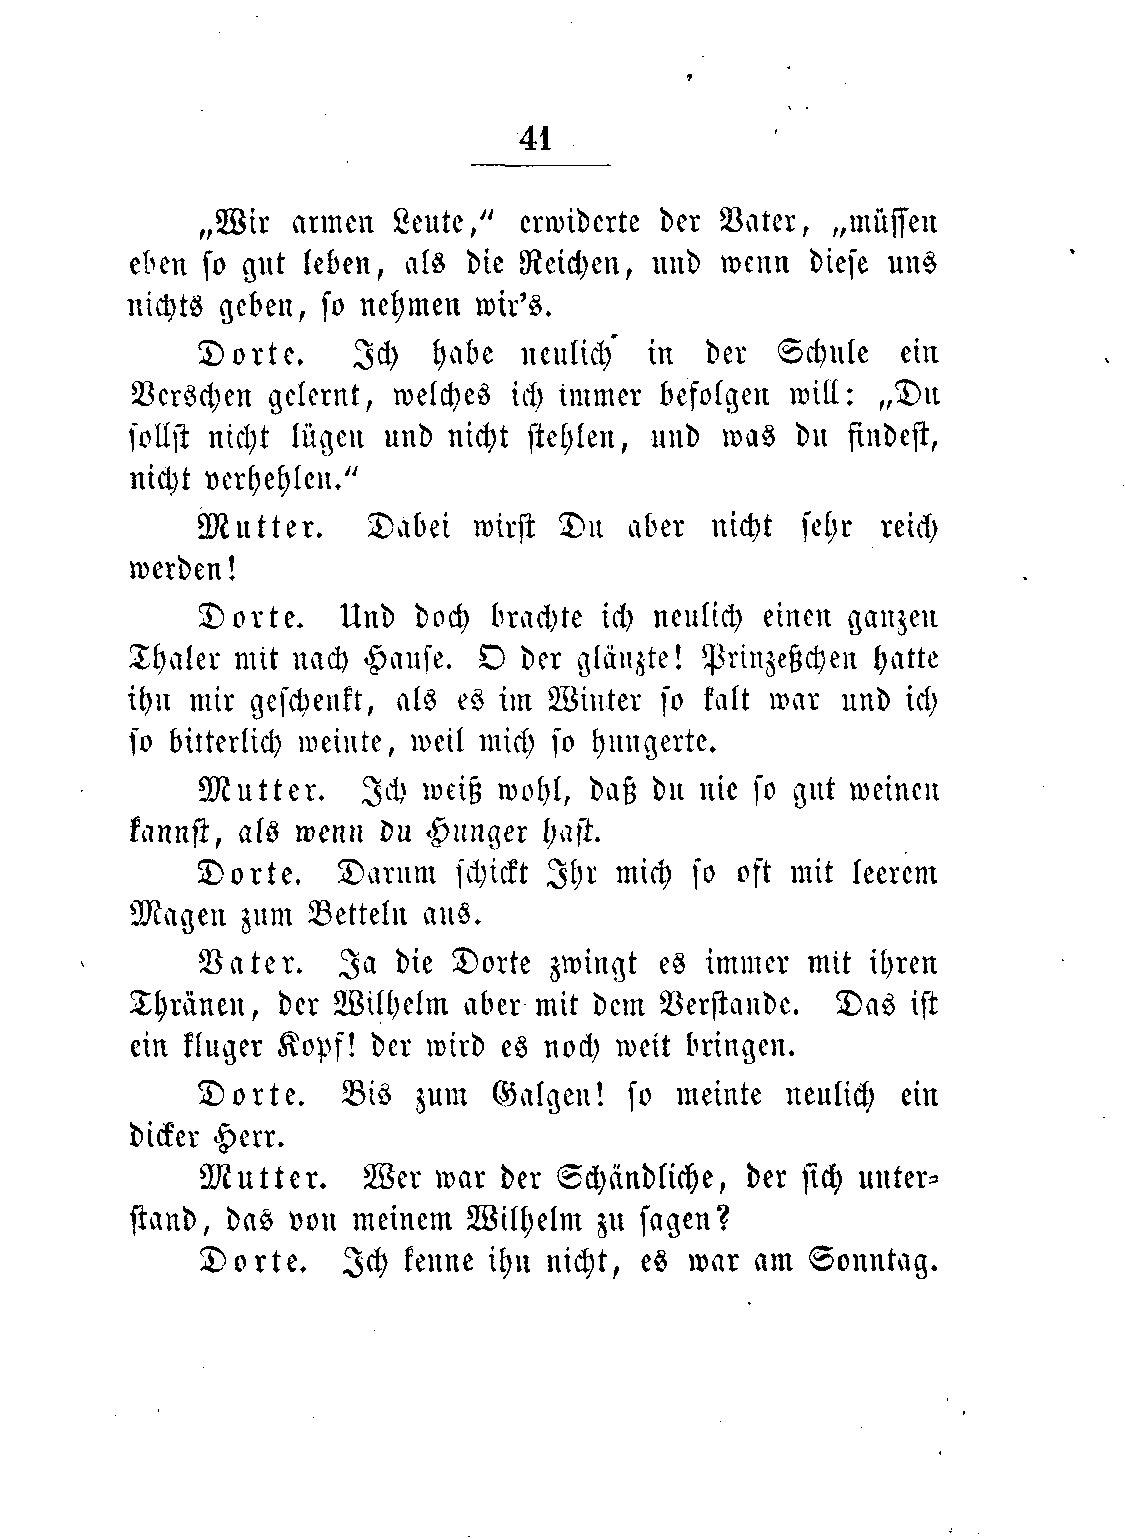 41
„Wir armen Leute,“ erwiderte der Vater, „müssen
eben so gut leben, als die Reichen, und wenn diese uns
nichts geben, so nehmen wir's.
Dorte. Ich habe neulich in der Schule ein
Verschen gelernt, welches ich immer befolgen will: „Du
sollst nicht lügen und nicht stehlen, und was du findest,
nicht verhehlen.“
Mutter. Dabei wirst Du aber nicht sehr reich
werden!
Dorte. Und doch brachte ich neulich einen ganzen
Thaler mit nach Hause. O der glänzte! Prinzeßchen hatte
ihn mir geschenkt, als es im Winter so kalt war und ich
so bitterlich weinte, weil mich so hungerte.
Mutter. Ich weiß wohl, daß du nie so gut weinen
kannst, als wenn du Hunger hast.
Dorte. Darum schickt Ihr mich so oft mit leerem
Magen zum Betteln aus.
Vater. Ja die Dorte zwingt es immer mit ihren
Thränen, der Wilhelm aber mit dem Verstande. Das ist
ein kluger Kopf! der wird es noch weit bringen.
Dorte. Bis zum Galgen! so meinte neulich ein
dicker Herr.
Mutter. Wer war der Schändliche, der sich unter-
stand, das von meinem Wilhelm zu sagen?
Dorte. Ich kenne ihn nicht, es war am Sonntag.